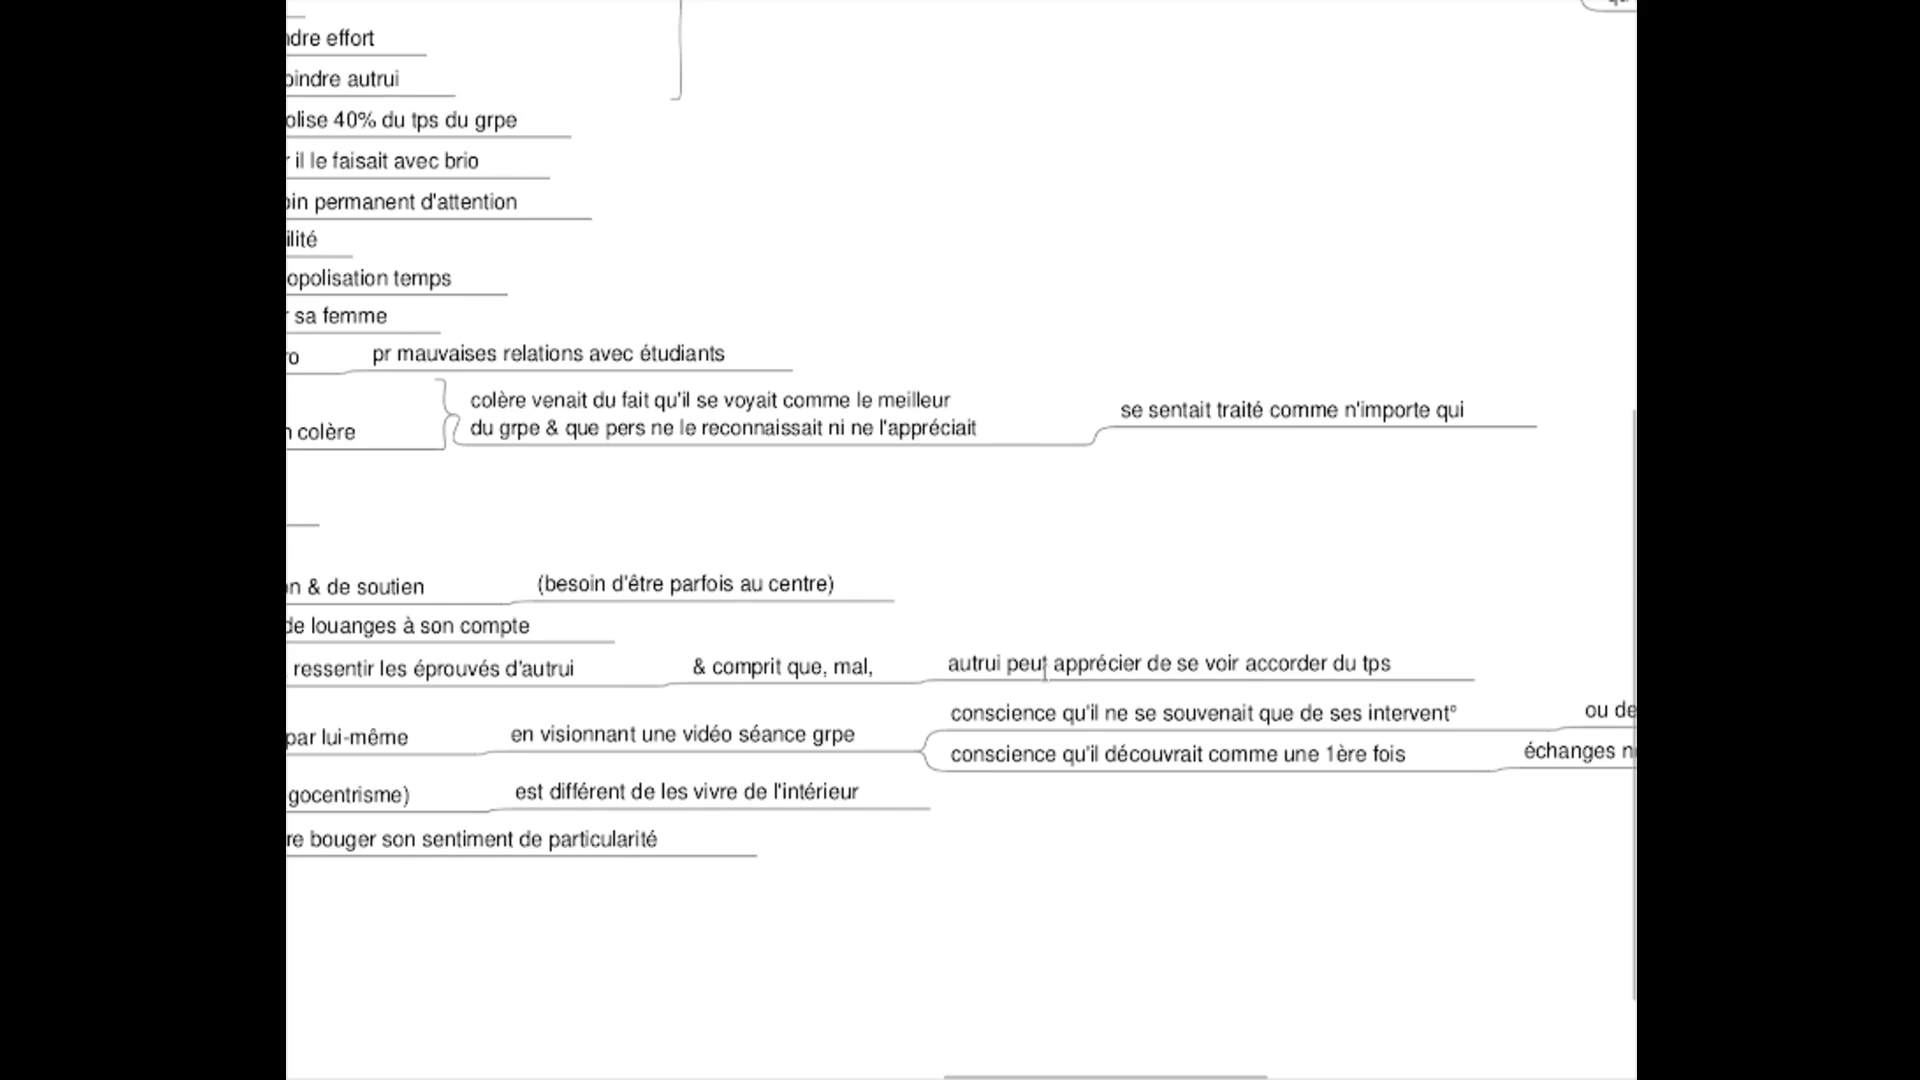 ndre effort
oindre autrui
olise 40% du tps du grpe
r il le faisait avec brio
oin permanent d'attention
ilité
opolisation temps
r sa femme
ro pr mauvaises relations avec étudiants
colère venait du fait qu'il se voyait comme le meilleur
du grpe & que pers ne le reconnaissait ni ne l'appréciait
se sentait traité comme n'importe qui
n colère
on & de soutien (besoin d'être parfois au centre)
de louanges à son compte
ressentir les éprouvés d'autrui & comprit que, mal, autrui peut apprécier de se voir accorder du tps
conscience qu'il ne se souvenait que de ses intervent° ou de
par lui-même en visionnant une vidéo séance grpe
conscience qu'il découvrait comme une 1ère fois échanges n
gocentrisme) est différent de les vivre de l'intérieur
re bouger son sentiment de particularité